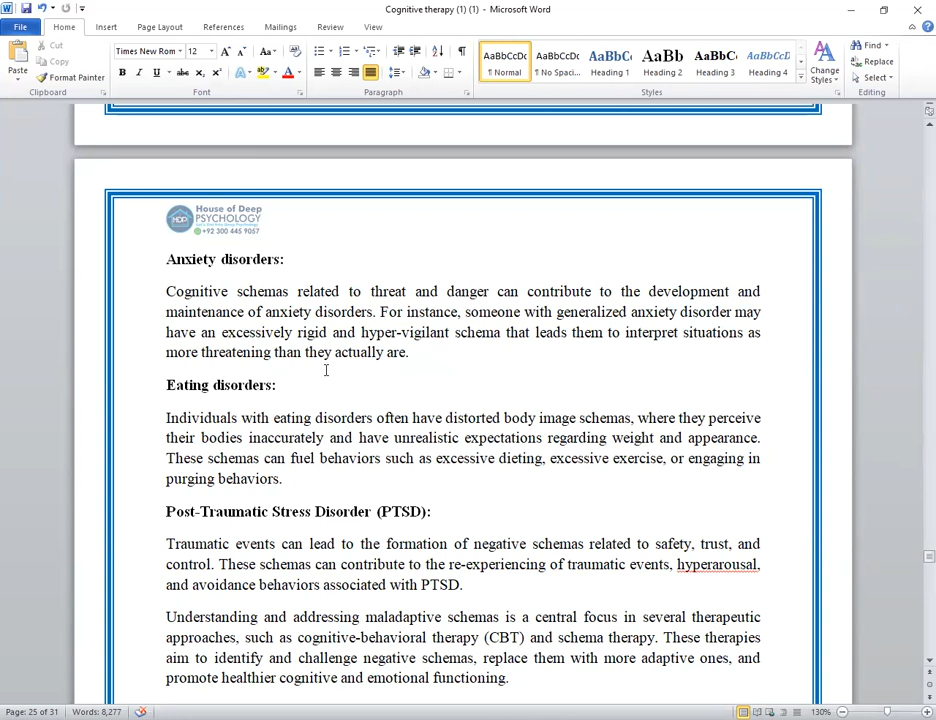 Cognitive therapy (1) (1) - Microsoft Word
File Home Insert Page Layout References Mailings Review View
Paste Cut Copy Format Painter
Times New Rom 12
B I U abc x₂ x² Aa
AaBbCcDc AaBbCcDc AaBbCc AaBb AaBbCc AaBbCcD
¶ Normal ¶ No Spaci... Heading 1 Heading 2 Heading 3 Heading 4
Change Styles
Find Replace Select
Clipboard Font Paragraph Styles Editing
House of Deep
PSYCHOLOGY
+92 300 445 9057
Anxiety disorders:
Cognitive schemas related to threat and danger can contribute to the development and
maintenance of anxiety disorders. For instance, someone with generalized anxiety disorder may
have an excessively rigid and hyper-vigilant schema that leads them to interpret situations as
more threatening than they actually are.
Eating disorders:
Individuals with eating disorders often have distorted body image schemas, where they perceive
their bodies inaccurately and have unrealistic expectations regarding weight and appearance.
These schemas can fuel behaviors such as excessive dieting, excessive exercise, or engaging in
purging behaviors.
Post-Traumatic Stress Disorder (PTSD):
Traumatic events can lead to the formation of negative schemas related to safety, trust, and
control. These schemas can contribute to the re-experiencing of traumatic events, hyperarousal,
and avoidance behaviors associated with PTSD.
Understanding and addressing maladaptive schemas is a central focus in several therapeutic
approaches, such as cognitive-behavioral therapy (CBT) and schema therapy. These therapies
aim to identify and challenge negative schemas, replace them with more adaptive ones, and
promote healthier cognitive and emotional functioning.
Page: 25 of 31 Words: 8,277 130%